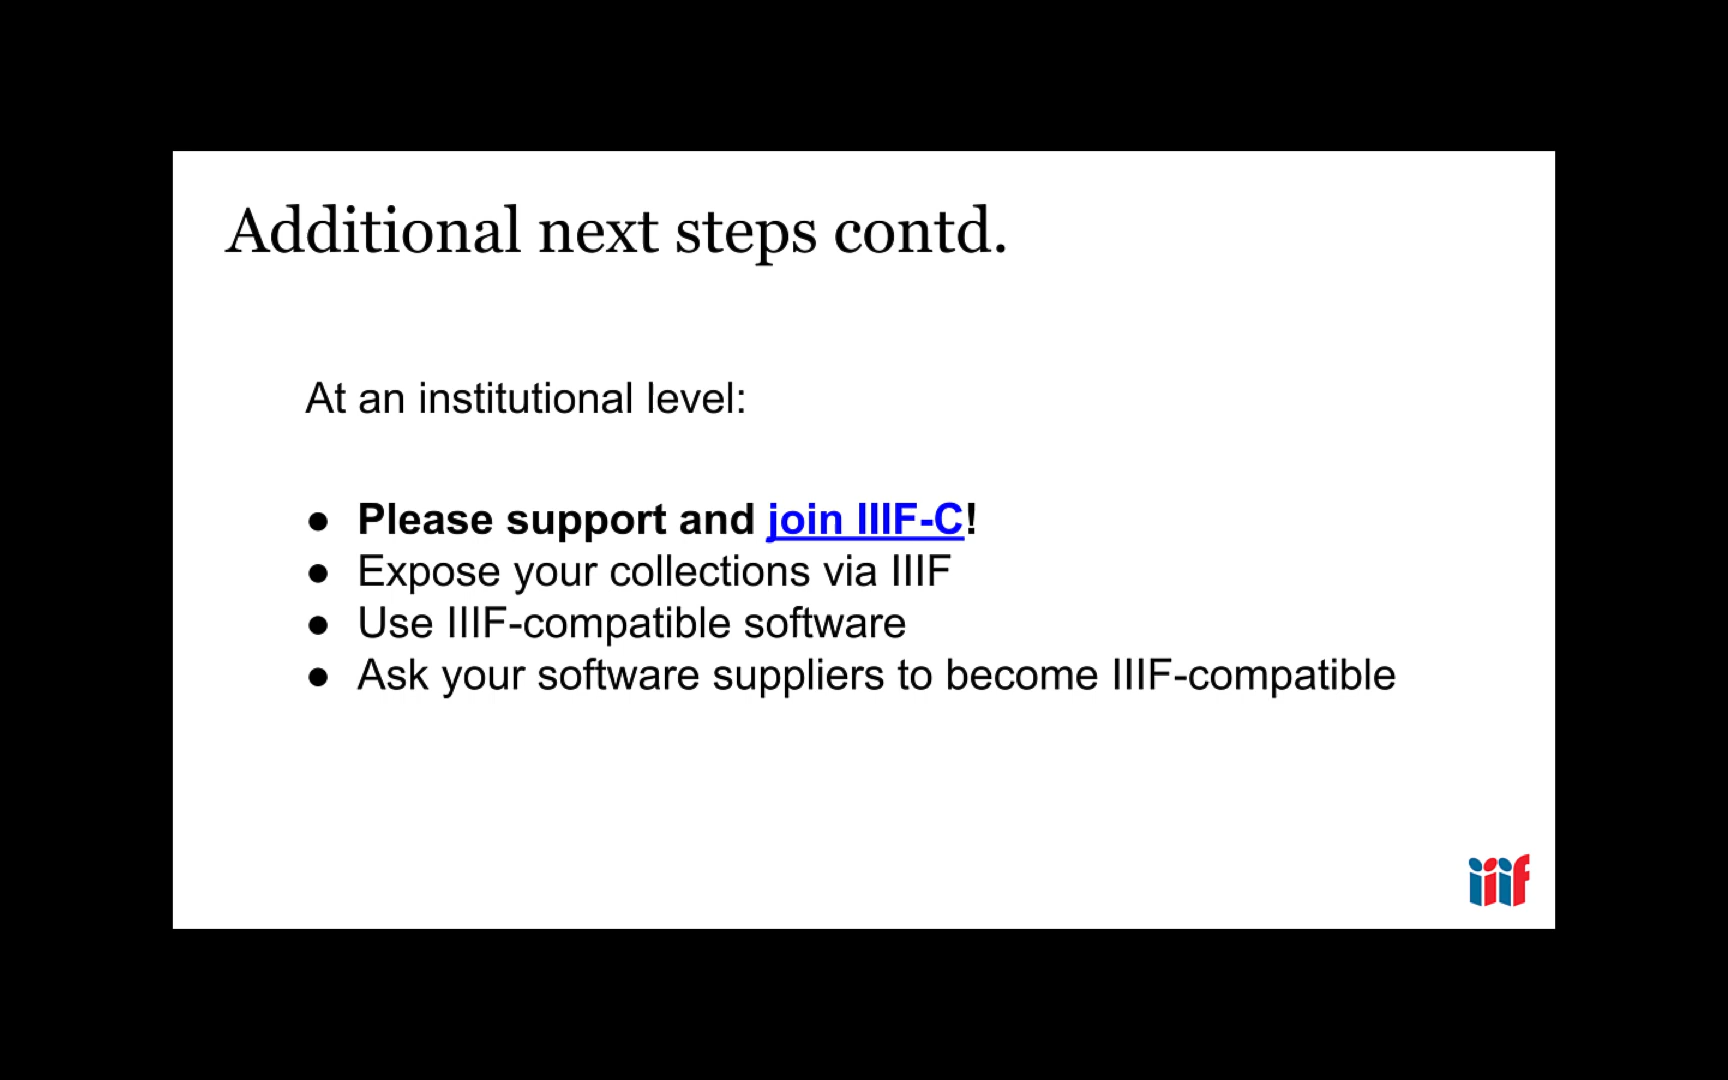 Additional next steps contd.
At an institutional level:
● Please support and join IIIF-C!
● Expose your collections via IIIF
● Use IIIF-compatible software
● Ask your software suppliers to become IIIF-compatible
iiif